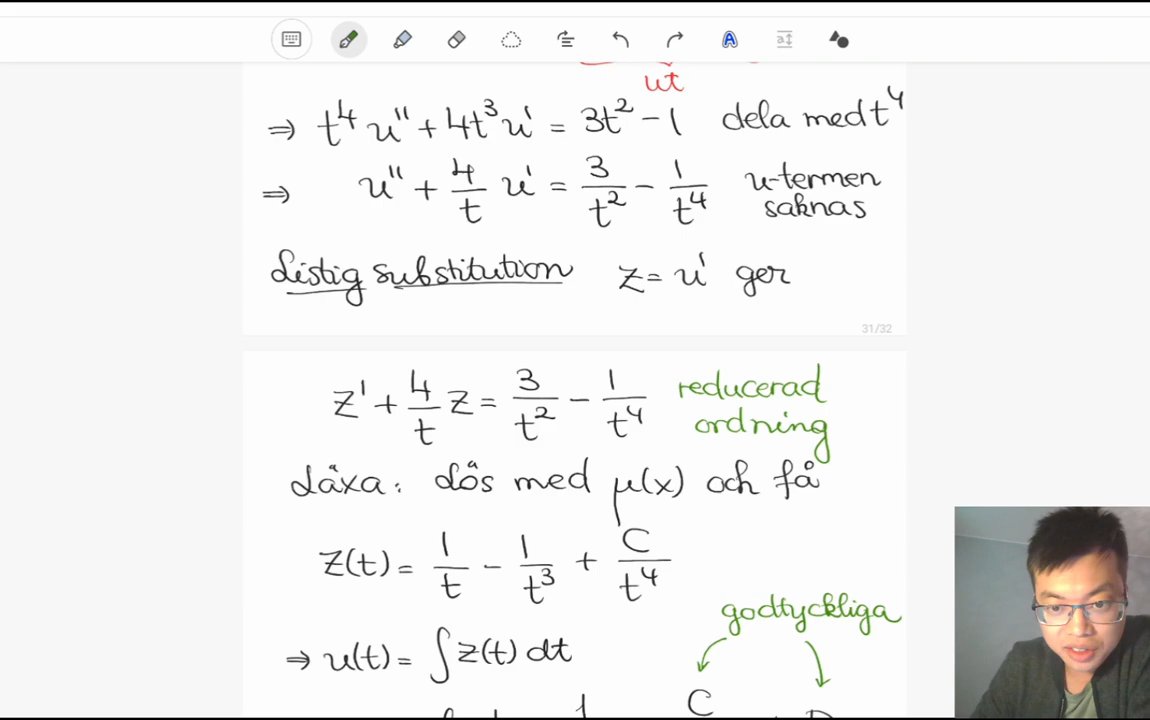 ut
⇒ t⁴u'' + 4t³u' = 3t² - 1 dela med t⁴
⇒ u'' + 4/t u' = 3/t² - 1/t⁴ u-termen saknas
Listig substitution z = u' ger
31/32
z' + 4/t z = 3/t² - 1/t⁴ reducerad ordning
Läxa: Lös med μ(x) och få
z(t) = 1/t - 1/t³ + C/t⁴
godtyckliga
⇒ u(t) = ∫z(t) dt
C